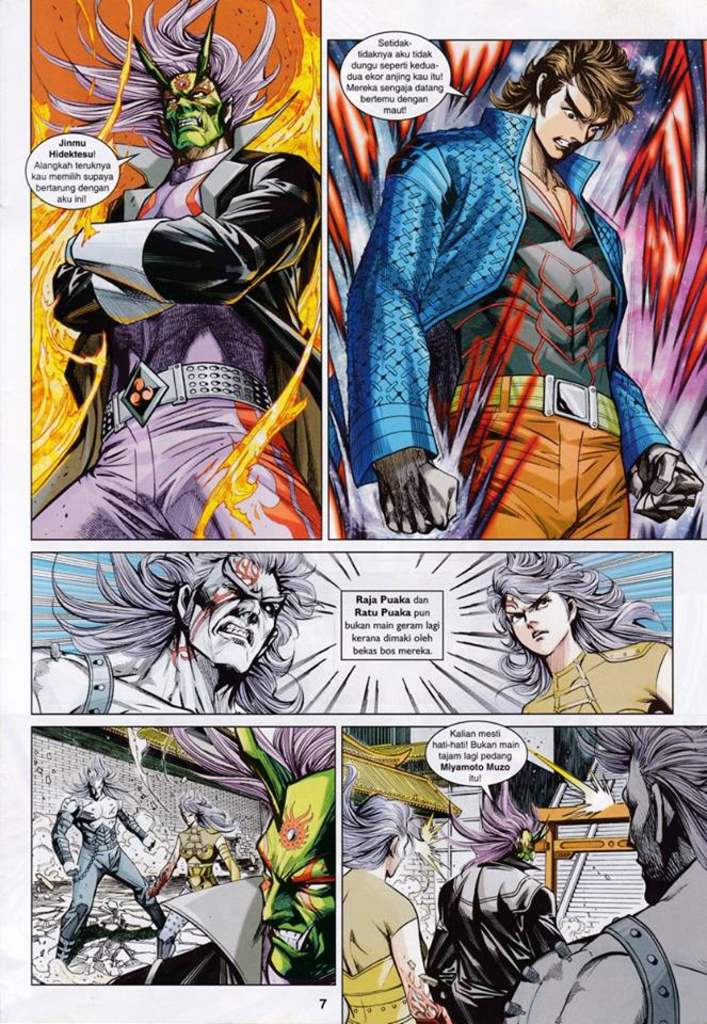 Jinmu
Hidektesu!
Alangkah teruknya
kau memilih supaya
bertarung dengan
aku ini!
Setidak-
tidaknya aku tidak
dungu seperti kedua-
dua ekor anjing kau itu!
Mereka sengaja datang
bertemu dengan
maut!
Raja Puaka dan
Ratu Puaka pun
bukan main geram lagi
kerana dimaki oleh
bekas bos mereka.
Kalian mesti
hati-hati! Bukan main
tajam lagi pedang
Miyamoto Muzo
itu!
7